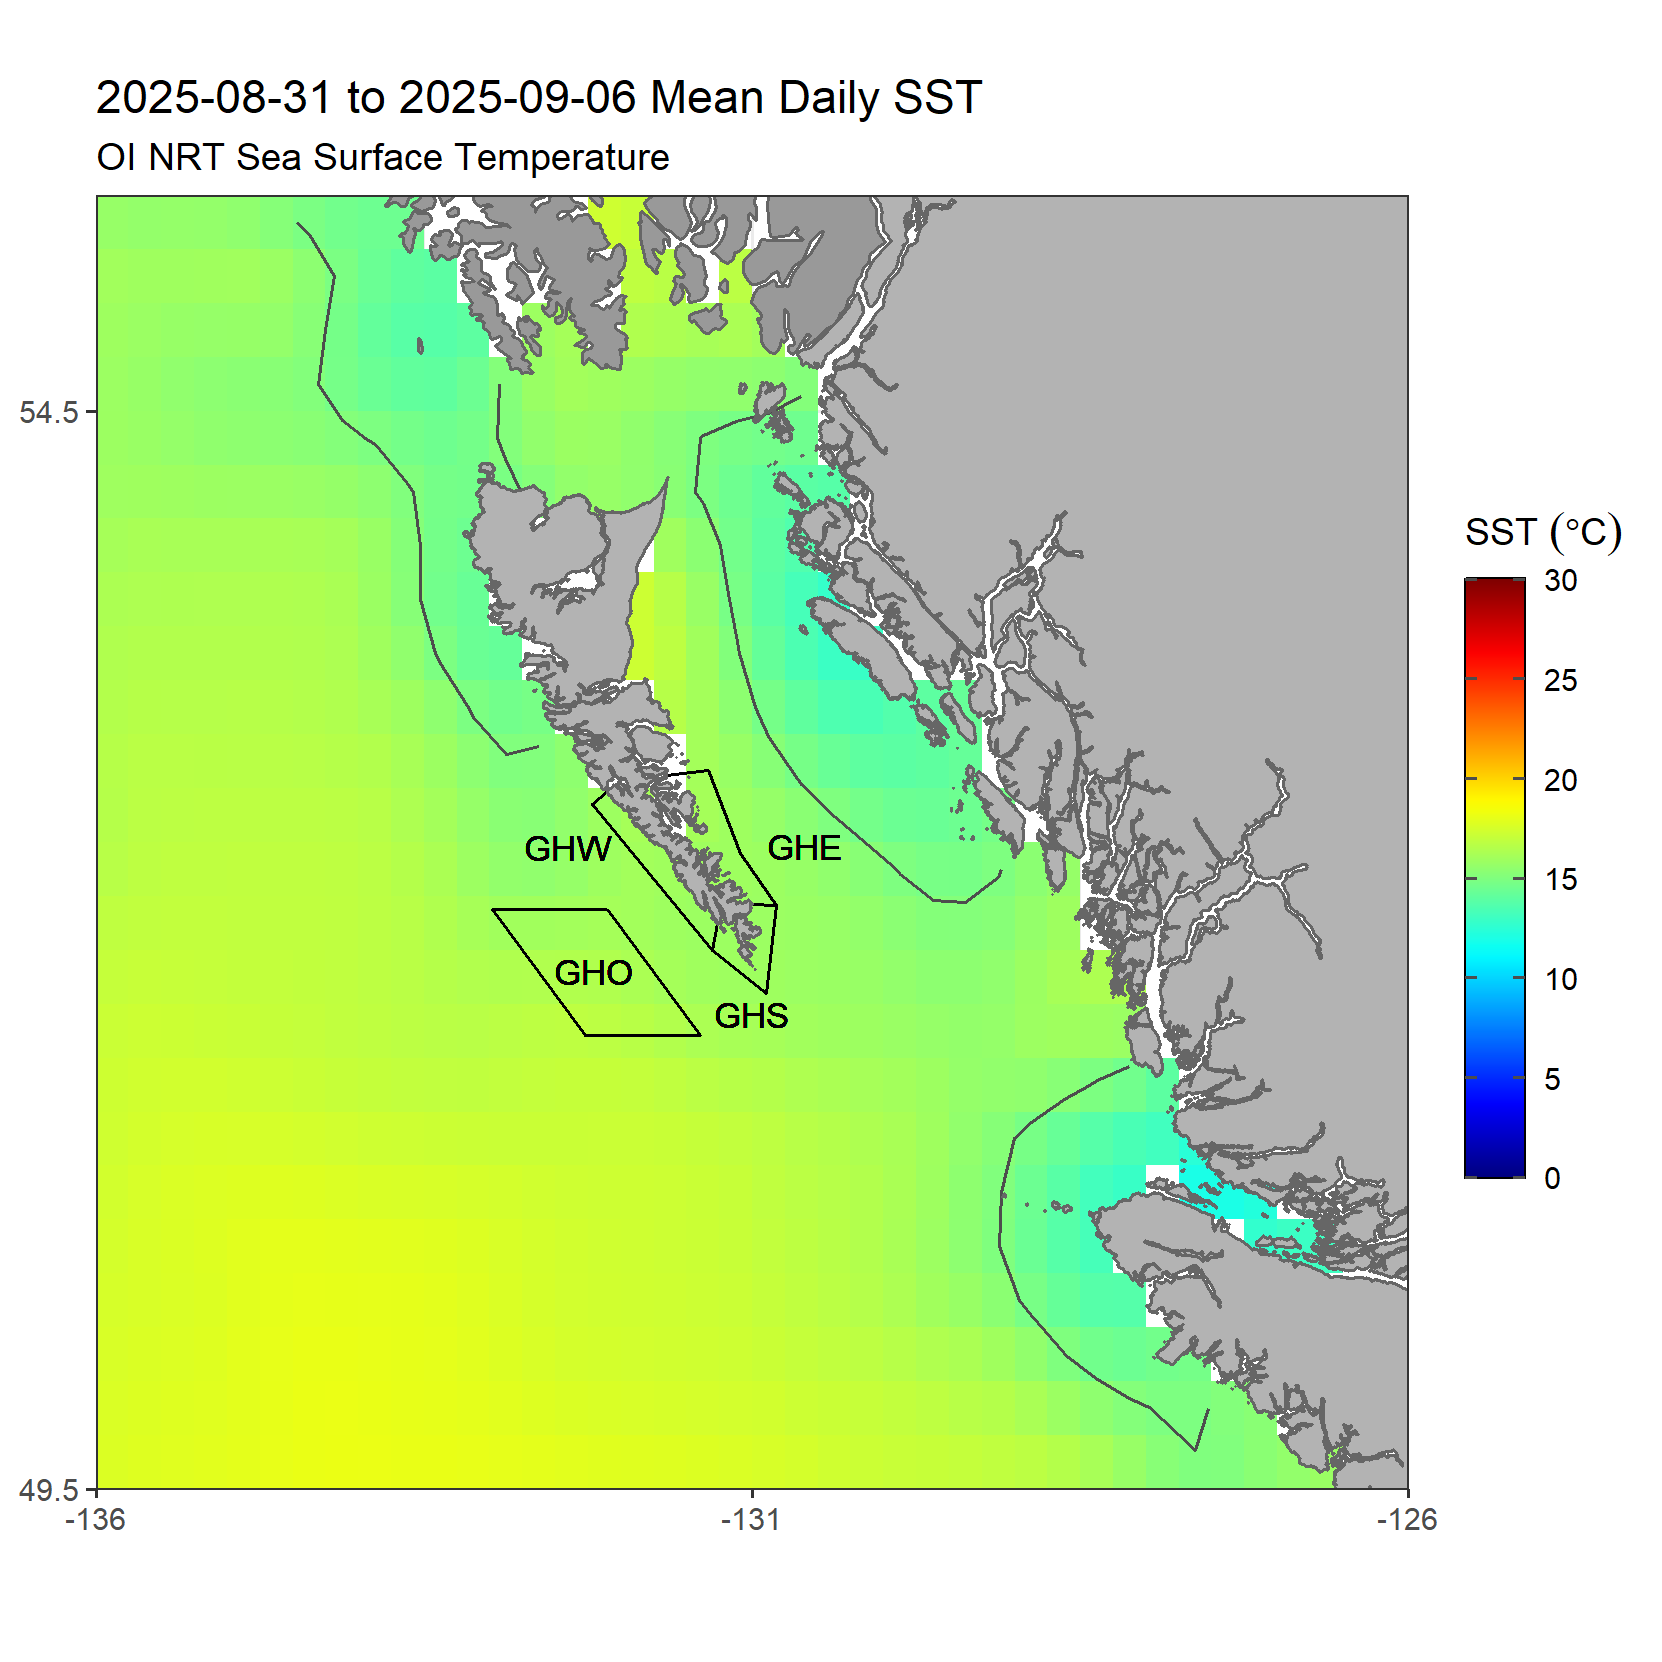 2025-08-31 to 2025-09-06 Mean Daily SST
OI NRT Sea Surface Temperature
54.5
49.5
-136
-131
-126
GHW
GHE
GHO
GHS
SST (°C)
30
25
20
15
10
5
0